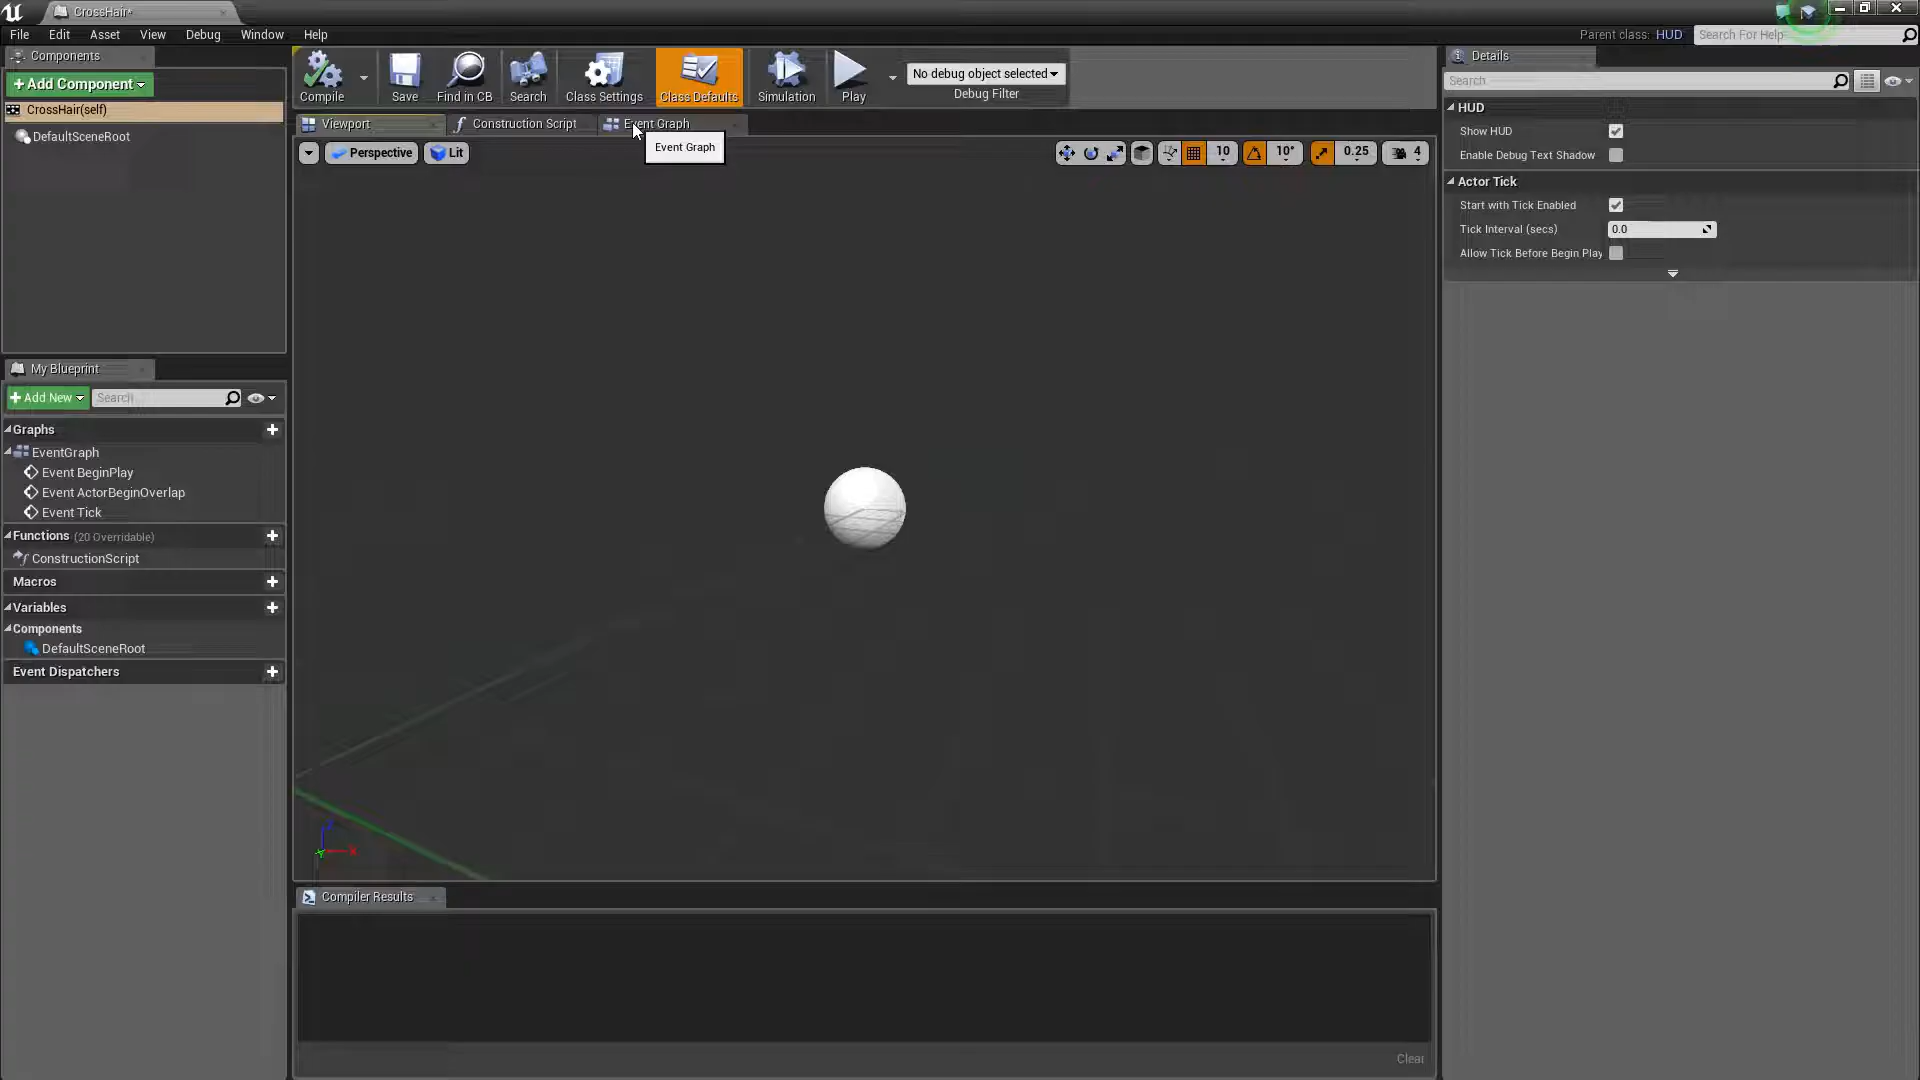 CrossHair*
File Edit Asset View Debug Window Help
Parent class: HUD Search For Help
Components
+Add Component
CrossHair(self)
DefaultSceneRoot
Compile Save Find in CB Search Class Settings Class Defaults Simulation Play
No debug object selected
Debug Filter
Viewport Construction Script Event Graph
Event Graph
Perspective Lit
10 10° 0.25 4
Z
Y
X
My Blueprint
+Add New Search
Graphs
EventGraph
Event BeginPlay
Event ActorBeginOverlap
Event Tick
Functions (20 Overridable)
ConstructionScript
Macros
Variables
Components
DefaultSceneRoot
Event Dispatchers
Compiler Results
Clear
Details
Search
HUD
Show HUD
Enable Debug Text Shadow
Actor Tick
Start with Tick Enabled
Tick Interval (secs) 0.0
Allow Tick Before Begin Play